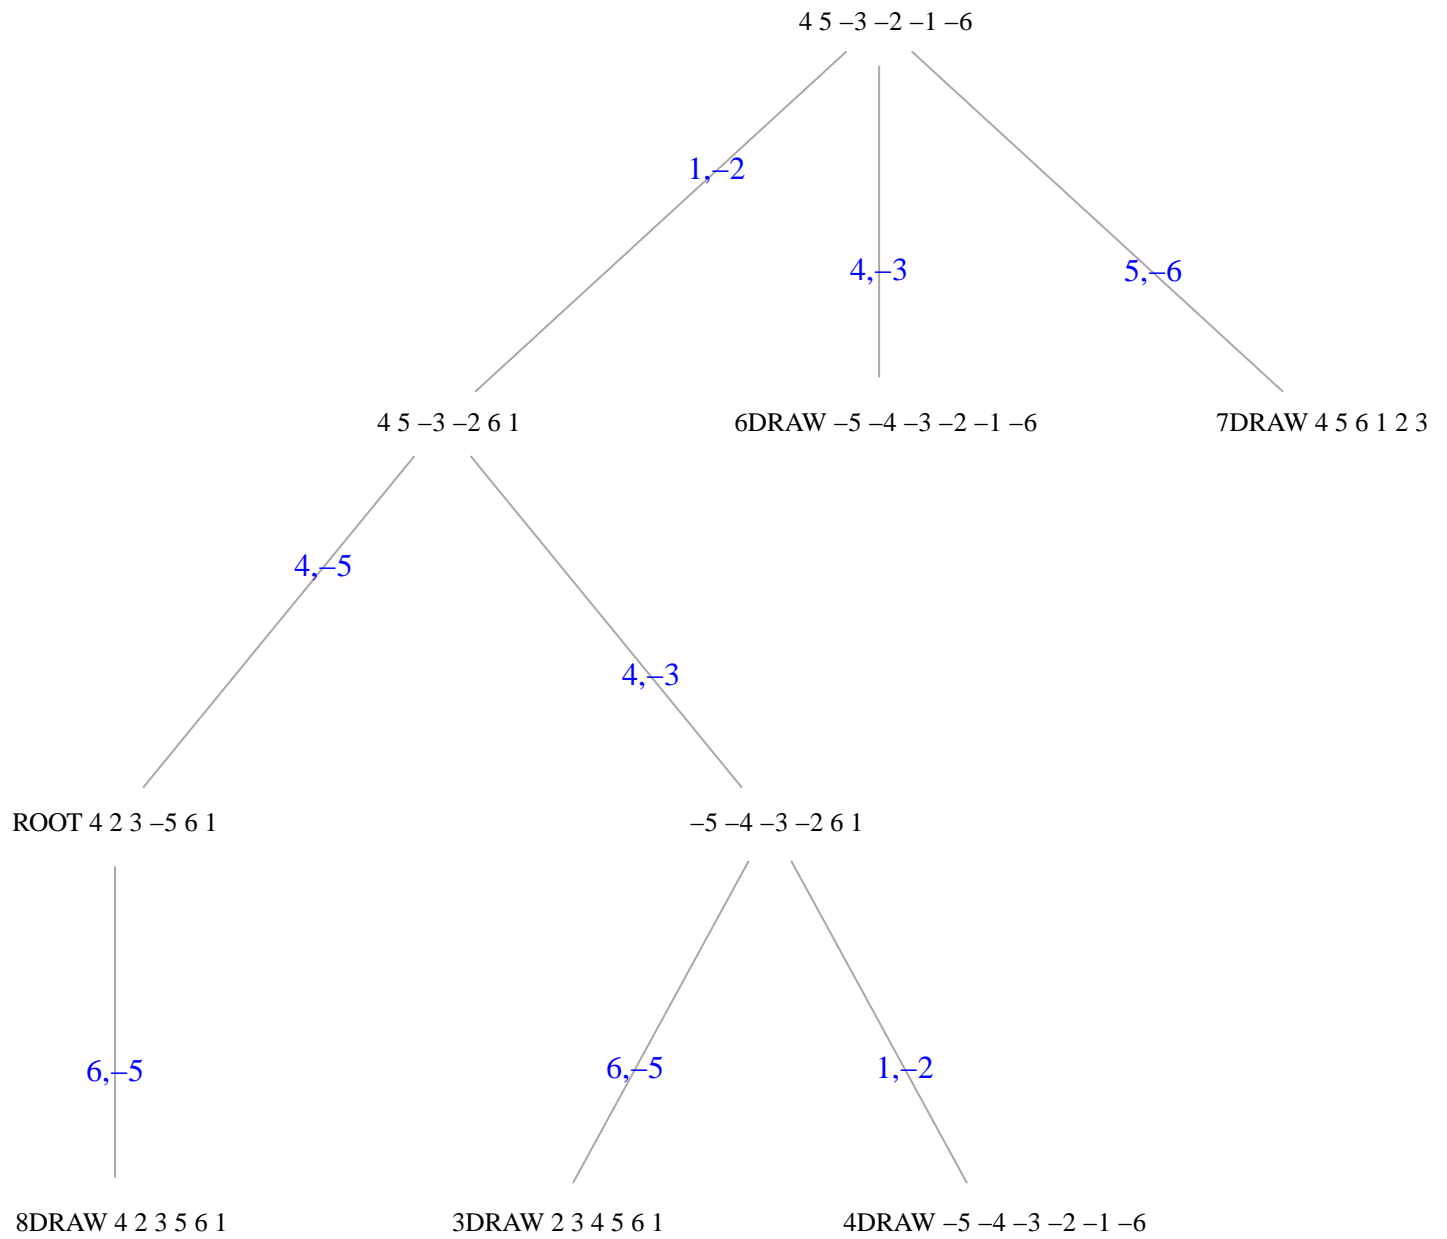 4 5 –3 –2 –1 –6
1,–2
4,–3
5,–6
4 5 –3 –2 6 1
6DRAW –5 –4 –3 –2 –1 –6
7DRAW 4 5 6 1 2 3
4,–5
4,–3
ROOT 4 2 3 –5 6 1
–5 –4 –3 –2 6 1
6,–5
6,–5
1,–2
8DRAW 4 2 3 5 6 1
3DRAW 2 3 4 5 6 1
4DRAW –5 –4 –3 –2 –1 –6